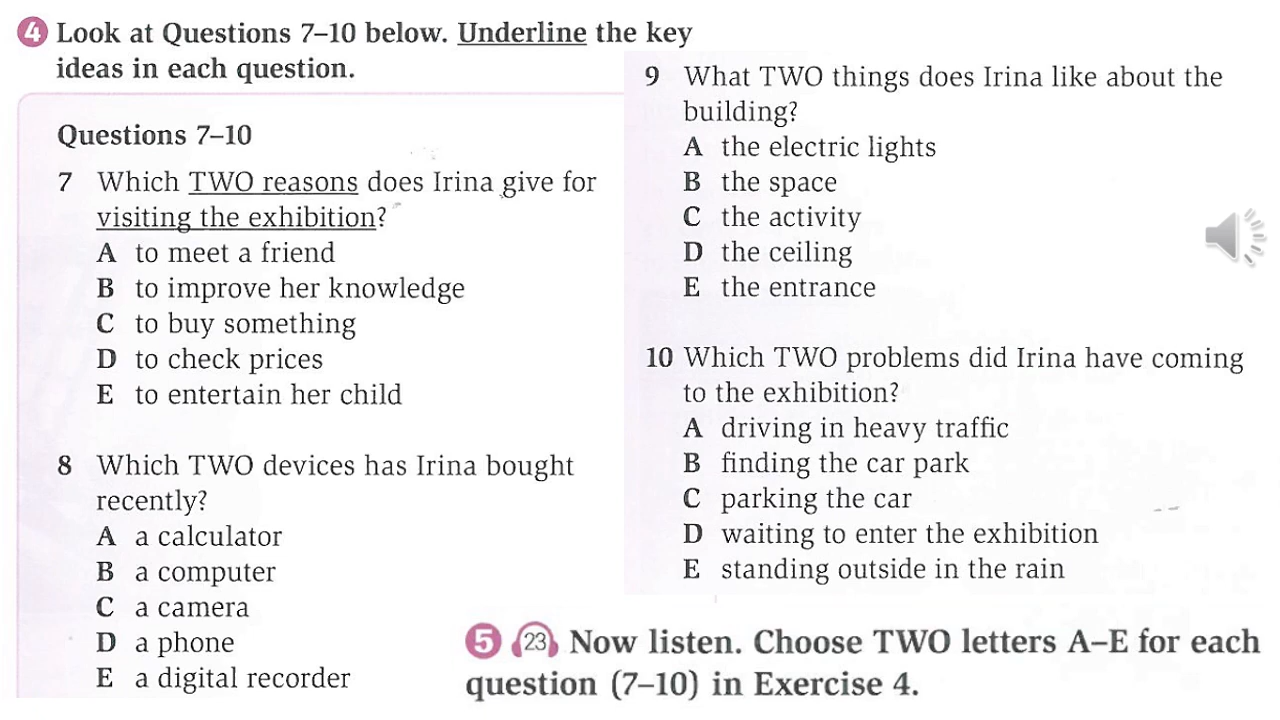 4 Look at Questions 7–10 below. Underline the key
ideas in each question.
Questions 7–10
7 Which TWO reasons does Irina give for
visiting the exhibition?
A to meet a friend
B to improve her knowledge
C to buy something
D to check prices
E to entertain her child
8 Which TWO devices has Irina bought
recently?
A a calculator
B a computer
C a camera
D a phone
E a digital recorder
9 What TWO things does Irina like about the
building?
A the electric lights
B the space
C the activity
D the ceiling
E the entrance
10 Which TWO problems did Irina have coming
to the exhibition?
A driving in heavy traffic
B finding the car park
C parking the car
D waiting to enter the exhibition
E standing outside in the rain
5 23 Now listen. Choose TWO letters A–E for each
question (7–10) in Exercise 4.